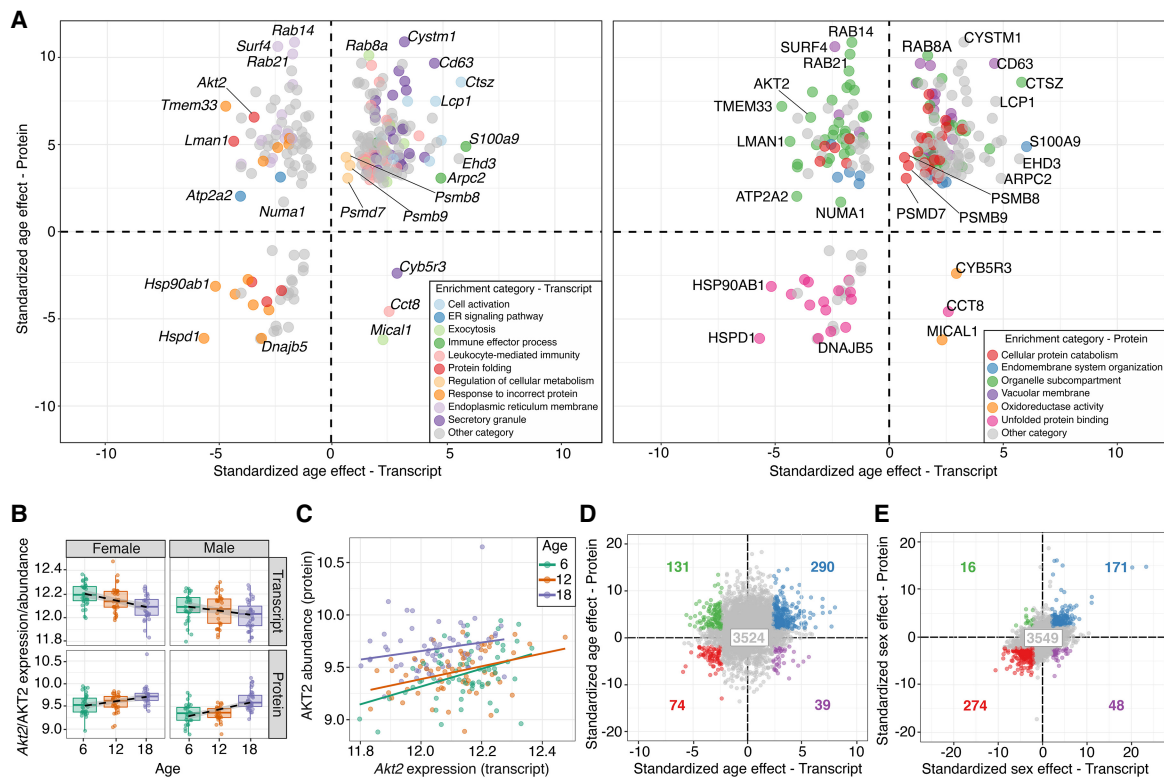 A
Standardized age effect - Protein
10
5
0
-5
-10
Rab14
Surf4
Rab21
Akt2
Tmem33
Lman1
Atp2a2
Numa1
Rab8a
Cystm1
Cd63
Ctsz
Lcp1
S100a9
Ehd3
Arpc2
Psmb8
Psmb9
Psmd7
Hsp90ab1
Hspd1
Dnajb5
Cyb5r3
Cct8
Mical1
Enrichment category - Transcript
Cell activation
ER signaling pathway
Exocytosis
Immune effector process
Leukocyte-mediated immunity
Protein folding
Regulation of cellular metabolism
Response to incorrect protein
Endoplasmic reticulum membrane
Secretory granule
Other category
-10 -5 0 5 10
Standardized age effect - Transcript
RAB14
SURF4
RAB21
AKT2
TMEM33
LMAN1
ATP2A2
NUMA1
RAB8A
CYSTM1
CD63
CTSZ
LCP1
S100A9
EHD3
ARPC2
PSMB8
PSMB9
PSMD7
HSP90AB1
HSPD1
DNAJB5
CYB5R3
CCT8
MICAL1
Enrichment category - Protein
Cellular protein catabolism
Endomembrane system organization
Organelle subcompartment
Vacuolar membrane
Oxidoreductase activity
Unfolded protein binding
Other category
-10 -5 0 5 10
Standardized age effect - Transcript
B
Akt2/AKT2 expression/abundance
Female Male
Transcript
Protein
12.4
12.2
12.0
11.8
10.5
10.0
9.5
9.0
6 12 18 6 12 18
Age
C
AKT2 abundance (protein)
10.5
10.0
9.5
9.0
Age
6
12
18
11.8 12.0 12.2 12.4
Akt2 expression (transcript)
D
Standardized age effect - Protein
20
10
0
-10
-20
131 290
3524
74 39
-10 -5 0 5 10
Standardized age effect - Transcript
E
Standardized sex effect - Protein
20
10
0
-10
-20
16 171
3549
274 48
-20 -10 0 10 20
Standardized sex effect - Transcript